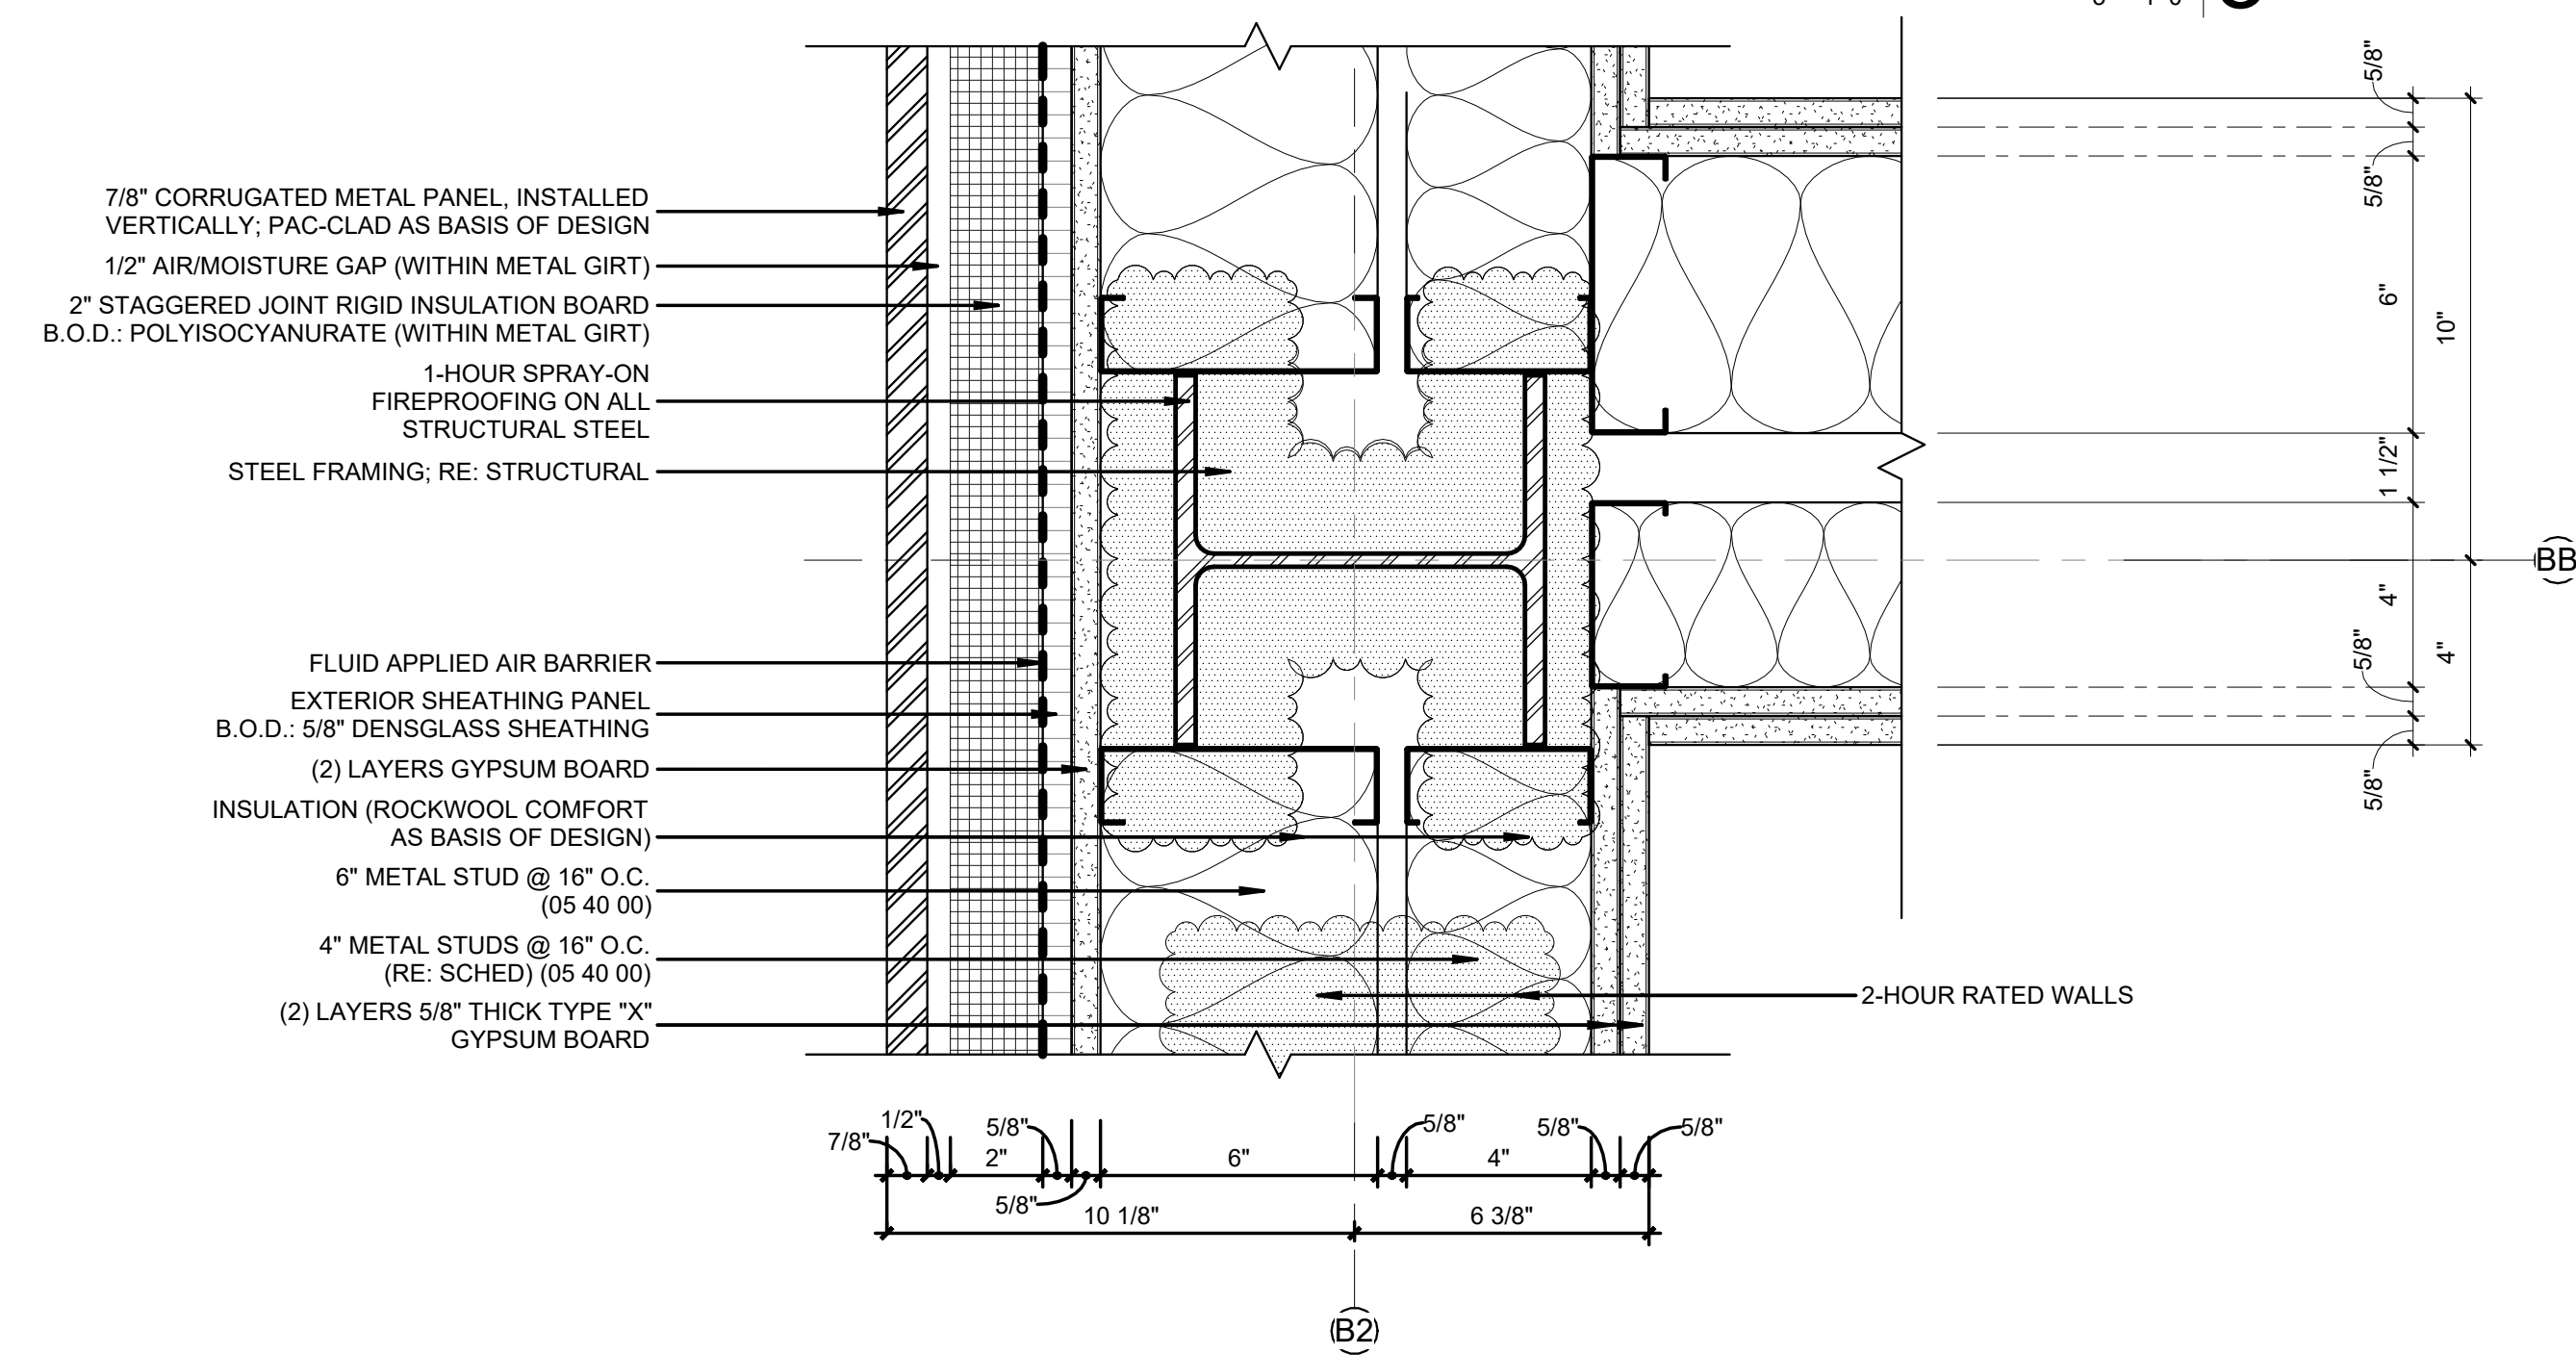 7/8" CORRUGATED METAL PANEL, INSTALLED
VERTICALLY; PAC-CLAD AS BASIS OF DESIGN
1/2" AIR/MOISTURE GAP (WITHIN METAL GIRT)
2" STAGGERED JOINT RIGID INSULATION BOARD
B.O.D.: POLYISOCYANURATE (WITHIN METAL GIRT)
1-HOUR SPRAY-ON
FIREPROOFING ON ALL
STRUCTURAL STEEL
STEEL FRAMING; RE: STRUCTURAL
FLUID APPLIED AIR BARRIER
EXTERIOR SHEATHING PANEL
B.O.D.: 5/8" DENSGLASS SHEATHING
(2) LAYERS GYPSUM BOARD
INSULATION (ROCKWOOL COMFORT
AS BASIS OF DESIGN)
6" METAL STUD @ 16" O.C.
(05 40 00)
4" METAL STUDS @ 16" O.C.
(RE: SCHED) (05 40 00)
(2) LAYERS 5/8" THICK TYPE "X"
GYPSUM BOARD
2-HOUR RATED WALLS
5/8"
5/8"
6"
10"
1 1/2"
BB
4"
5/8"
4"
5/8"
7/8"
1/2"
2"
5/8"
5/8"
6"
5/8"
4"
5/8"
5/8"
10 1/8"
6 3/8"
B2